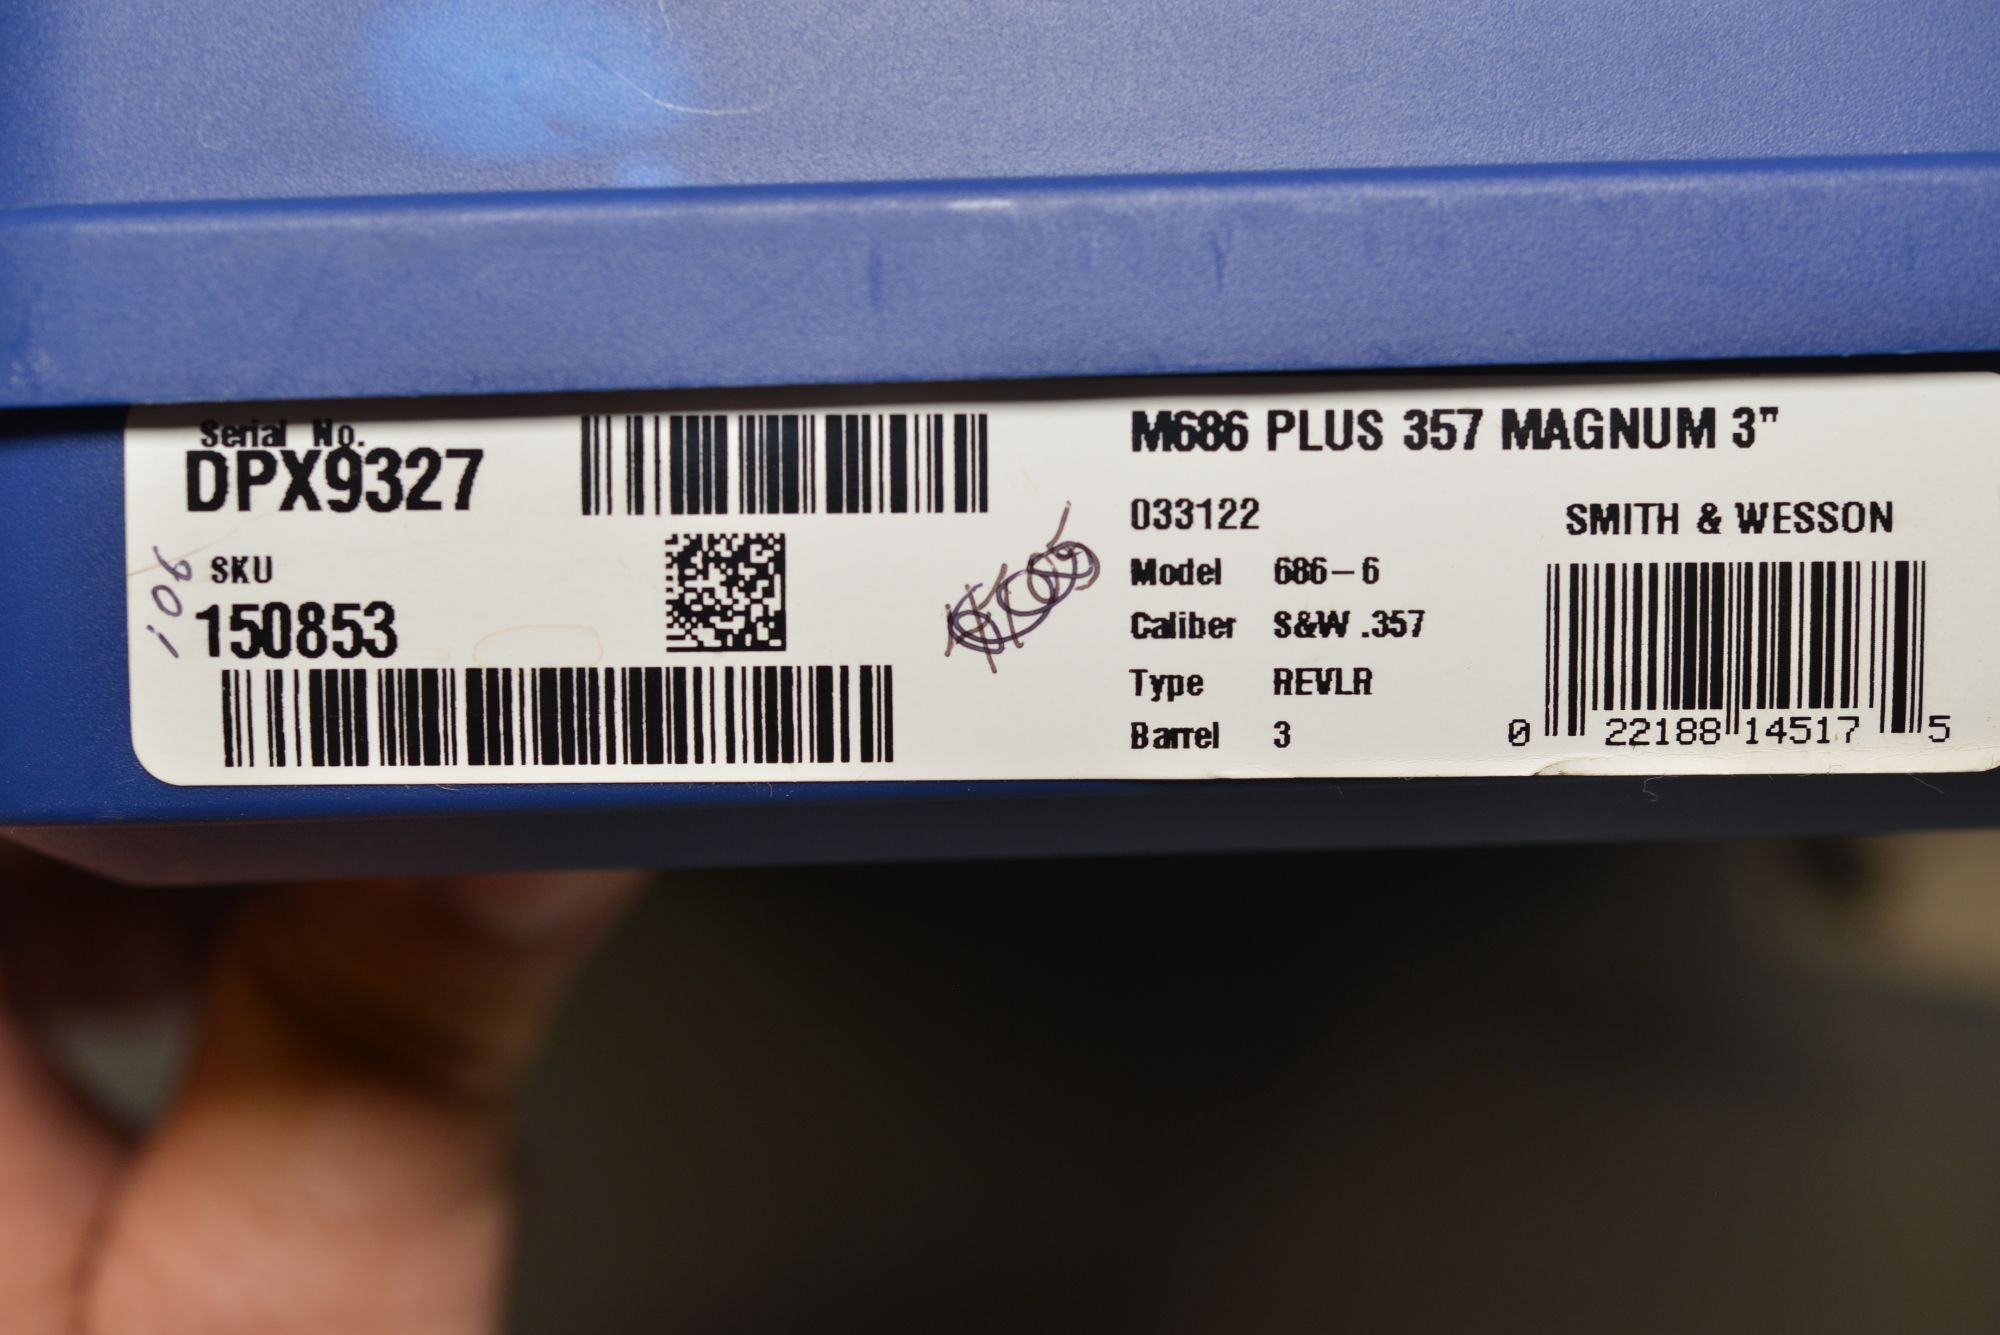 Serial No.
DPX9327
SKU
150853
M686 PLUS 357 MAGNUM 3"
033122
SMITH & WESSON
Model 686-6
Caliber S&W .357
Type REVLR
Barrel 3
0 22188 14517 5